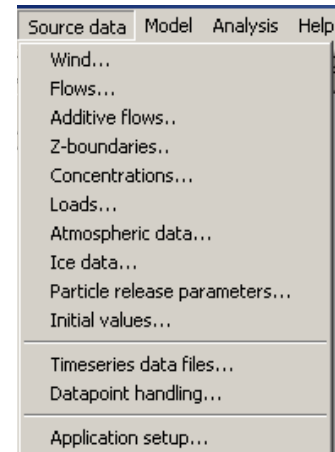 Source data Model Analysis Help
Wind...
Flows...
Additive flows..
Z-boundaries..
Concentrations...
Loads...
Atmospheric data...
Ice data...
Particle release parameters...
Initial values...
Timeseries data files...
Datapoint handling...
Application setup...